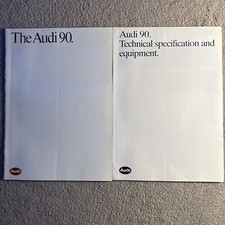 The Audi 90.
Audi
Audi 90.
Technical specification and
equipment.
Audi